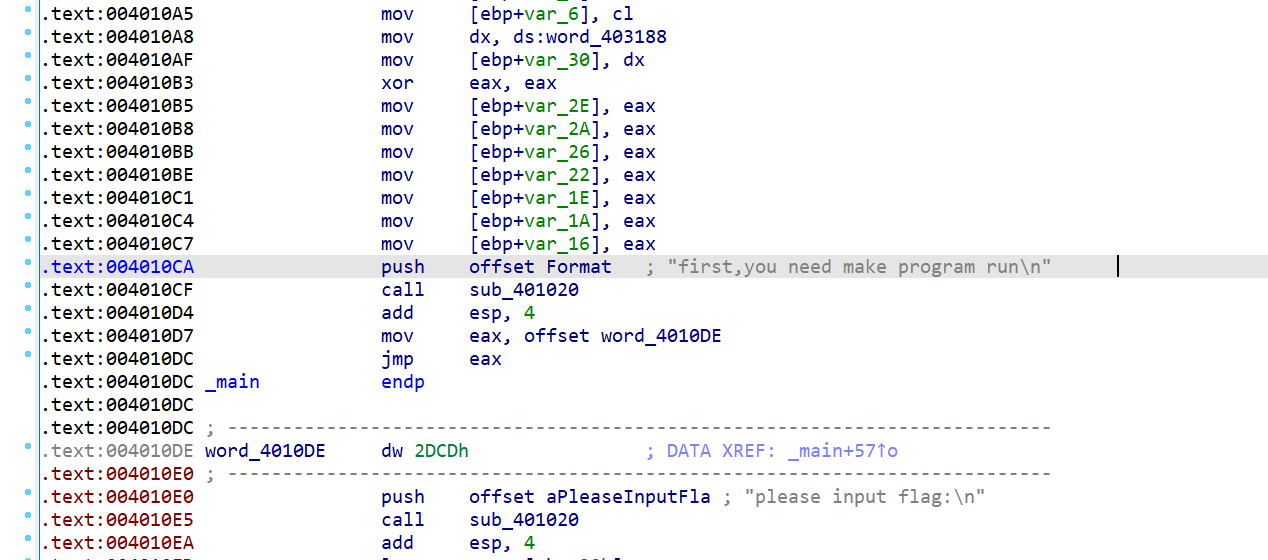 .text:004010A5 mov [ebp+var_6], cl
.text:004010A8 mov dx, ds:word_403188
.text:004010AF mov [ebp+var_30], dx
.text:004010B3 xor eax, eax
.text:004010B5 mov [ebp+var_2E], eax
.text:004010B8 mov [ebp+var_2A], eax
.text:004010BB mov [ebp+var_26], eax
.text:004010BE mov [ebp+var_22], eax
.text:004010C1 mov [ebp+var_1E], eax
.text:004010C4 mov [ebp+var_1A], eax
.text:004010C7 mov [ebp+var_16], eax
.text:004010CA push offset Format ; "first,you need make program run\n"
.text:004010CF call sub_401020
.text:004010D4 add esp, 4
.text:004010D7 mov eax, offset word_4010DE
.text:004010DC jmp eax
.text:004010DC _main endp
.text:004010DC
.text:004010DC ; ---------------------------------------------------------------------------
.text:004010DE word_4010DE dw 2DCDh ; DATA XREF: _main+57↑o
.text:004010E0 ; ---------------------------------------------------------------------------
.text:004010E0 push offset aPleaseInputFla ; "please input flag:\n"
.text:004010E5 call sub_401020
.text:004010EA add esp, 4